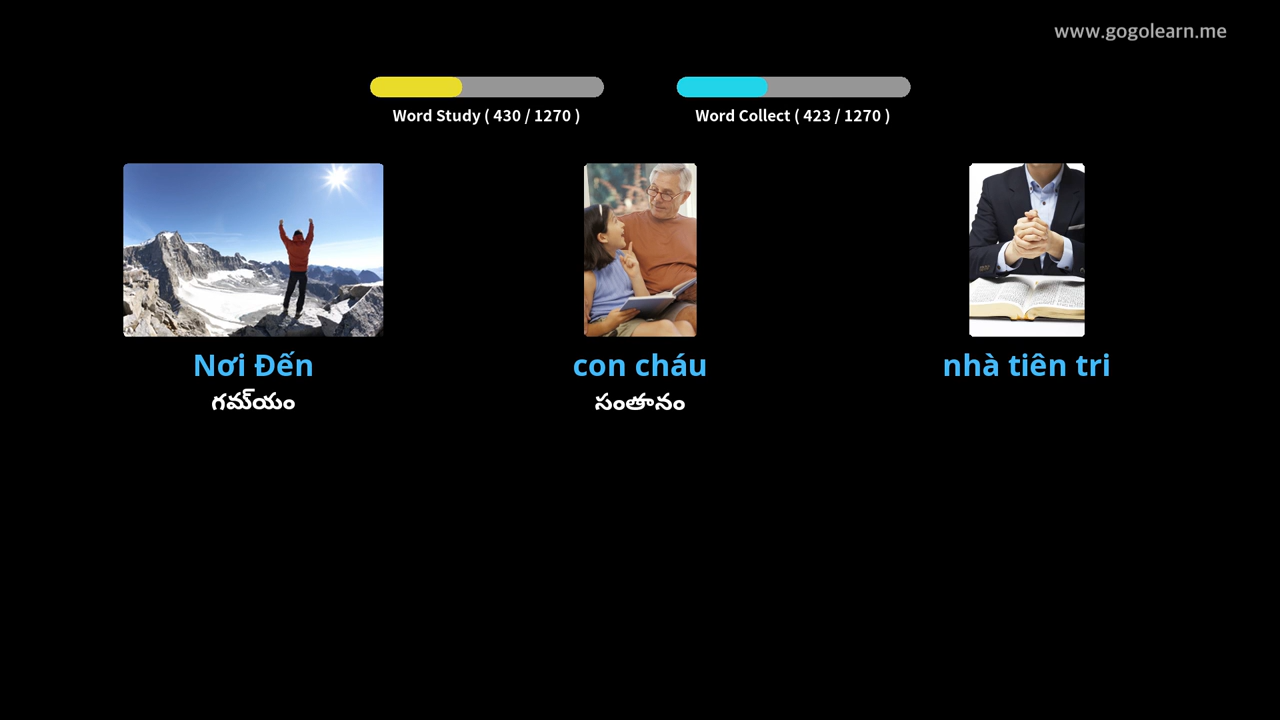 www.gogolearn.me
Word Study ( 430 / 1270 )
Word Collect ( 423 / 1270 )
Nơi Đến
con cháu
nhà tiên tri
గమ్యం
సంతానం